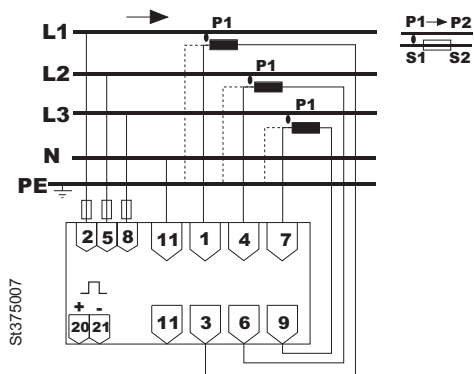 L1
P1
P1 P2
S1 S2
L2
P1
L3
P1
N
PE
2 5 8 11 1 4 7
+ -
20 21 11 3 6 9
St375007